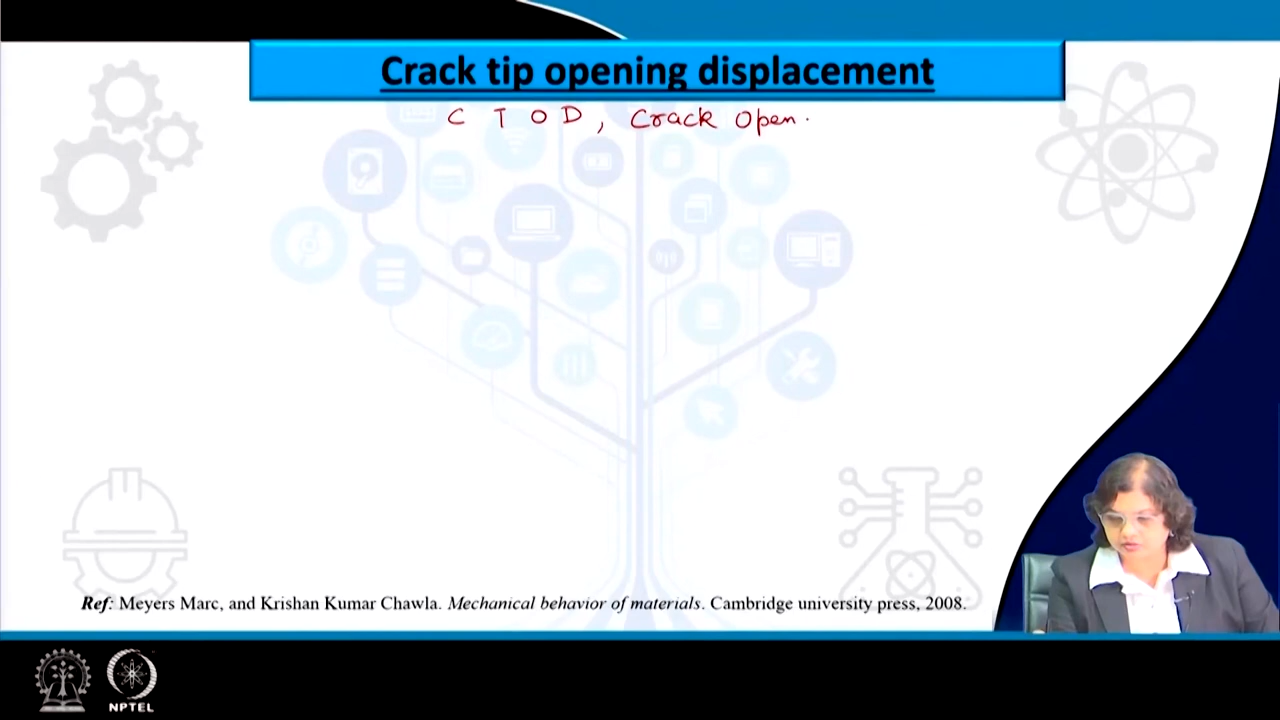 Crack tip opening displacement
C T O D, Crack Open.
Ref: Meyers Marc, and Krishan Kumar Chawla. Mechanical behavior of materials. Cambridge university press, 2008.
NPTEL